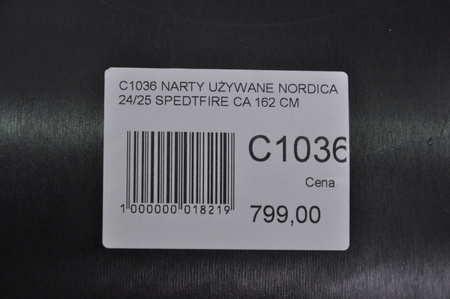 C1036 NARTY UŻYWANE NORDICA
24/25 SPEDTFIRE CA 162 CM
C1036
Cena
1 000000 018219
799,00